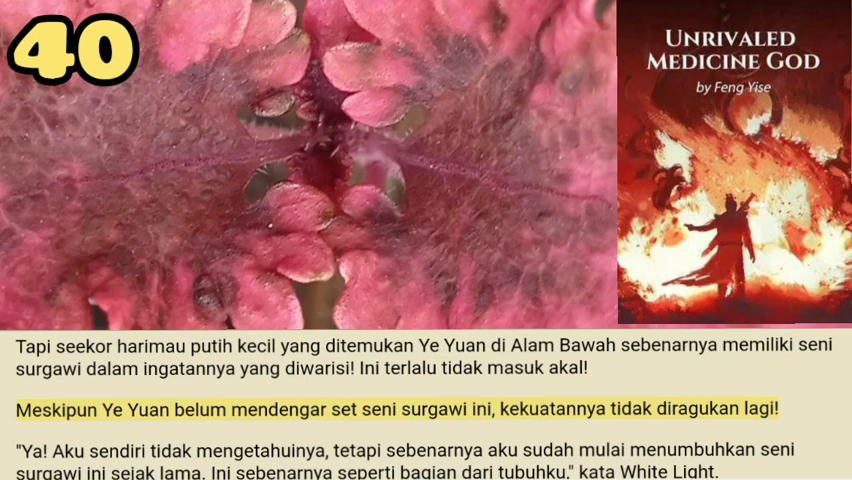 40
UNRIVALED
MEDICINE GOD
by Feng Yise
Tapi seekor harimau putih kecil yang ditemukan Ye Yuan di Alam Bawah sebenarnya memiliki seni
surgawi dalam ingatannya yang diwarisi! Ini terlalu tidak masuk akal!
Meskipun Ye Yuan belum mendengar set seni surgawi ini, kekuatannya tidak diragukan lagi!
"Ya! Aku sendiri tidak mengetahuinya, tetapi sebenarnya aku sudah mulai menumbuhkan seni
surgawi ini sejak lama. Ini sebenarnya seperti bagian dari tubuhku," kata White Light.